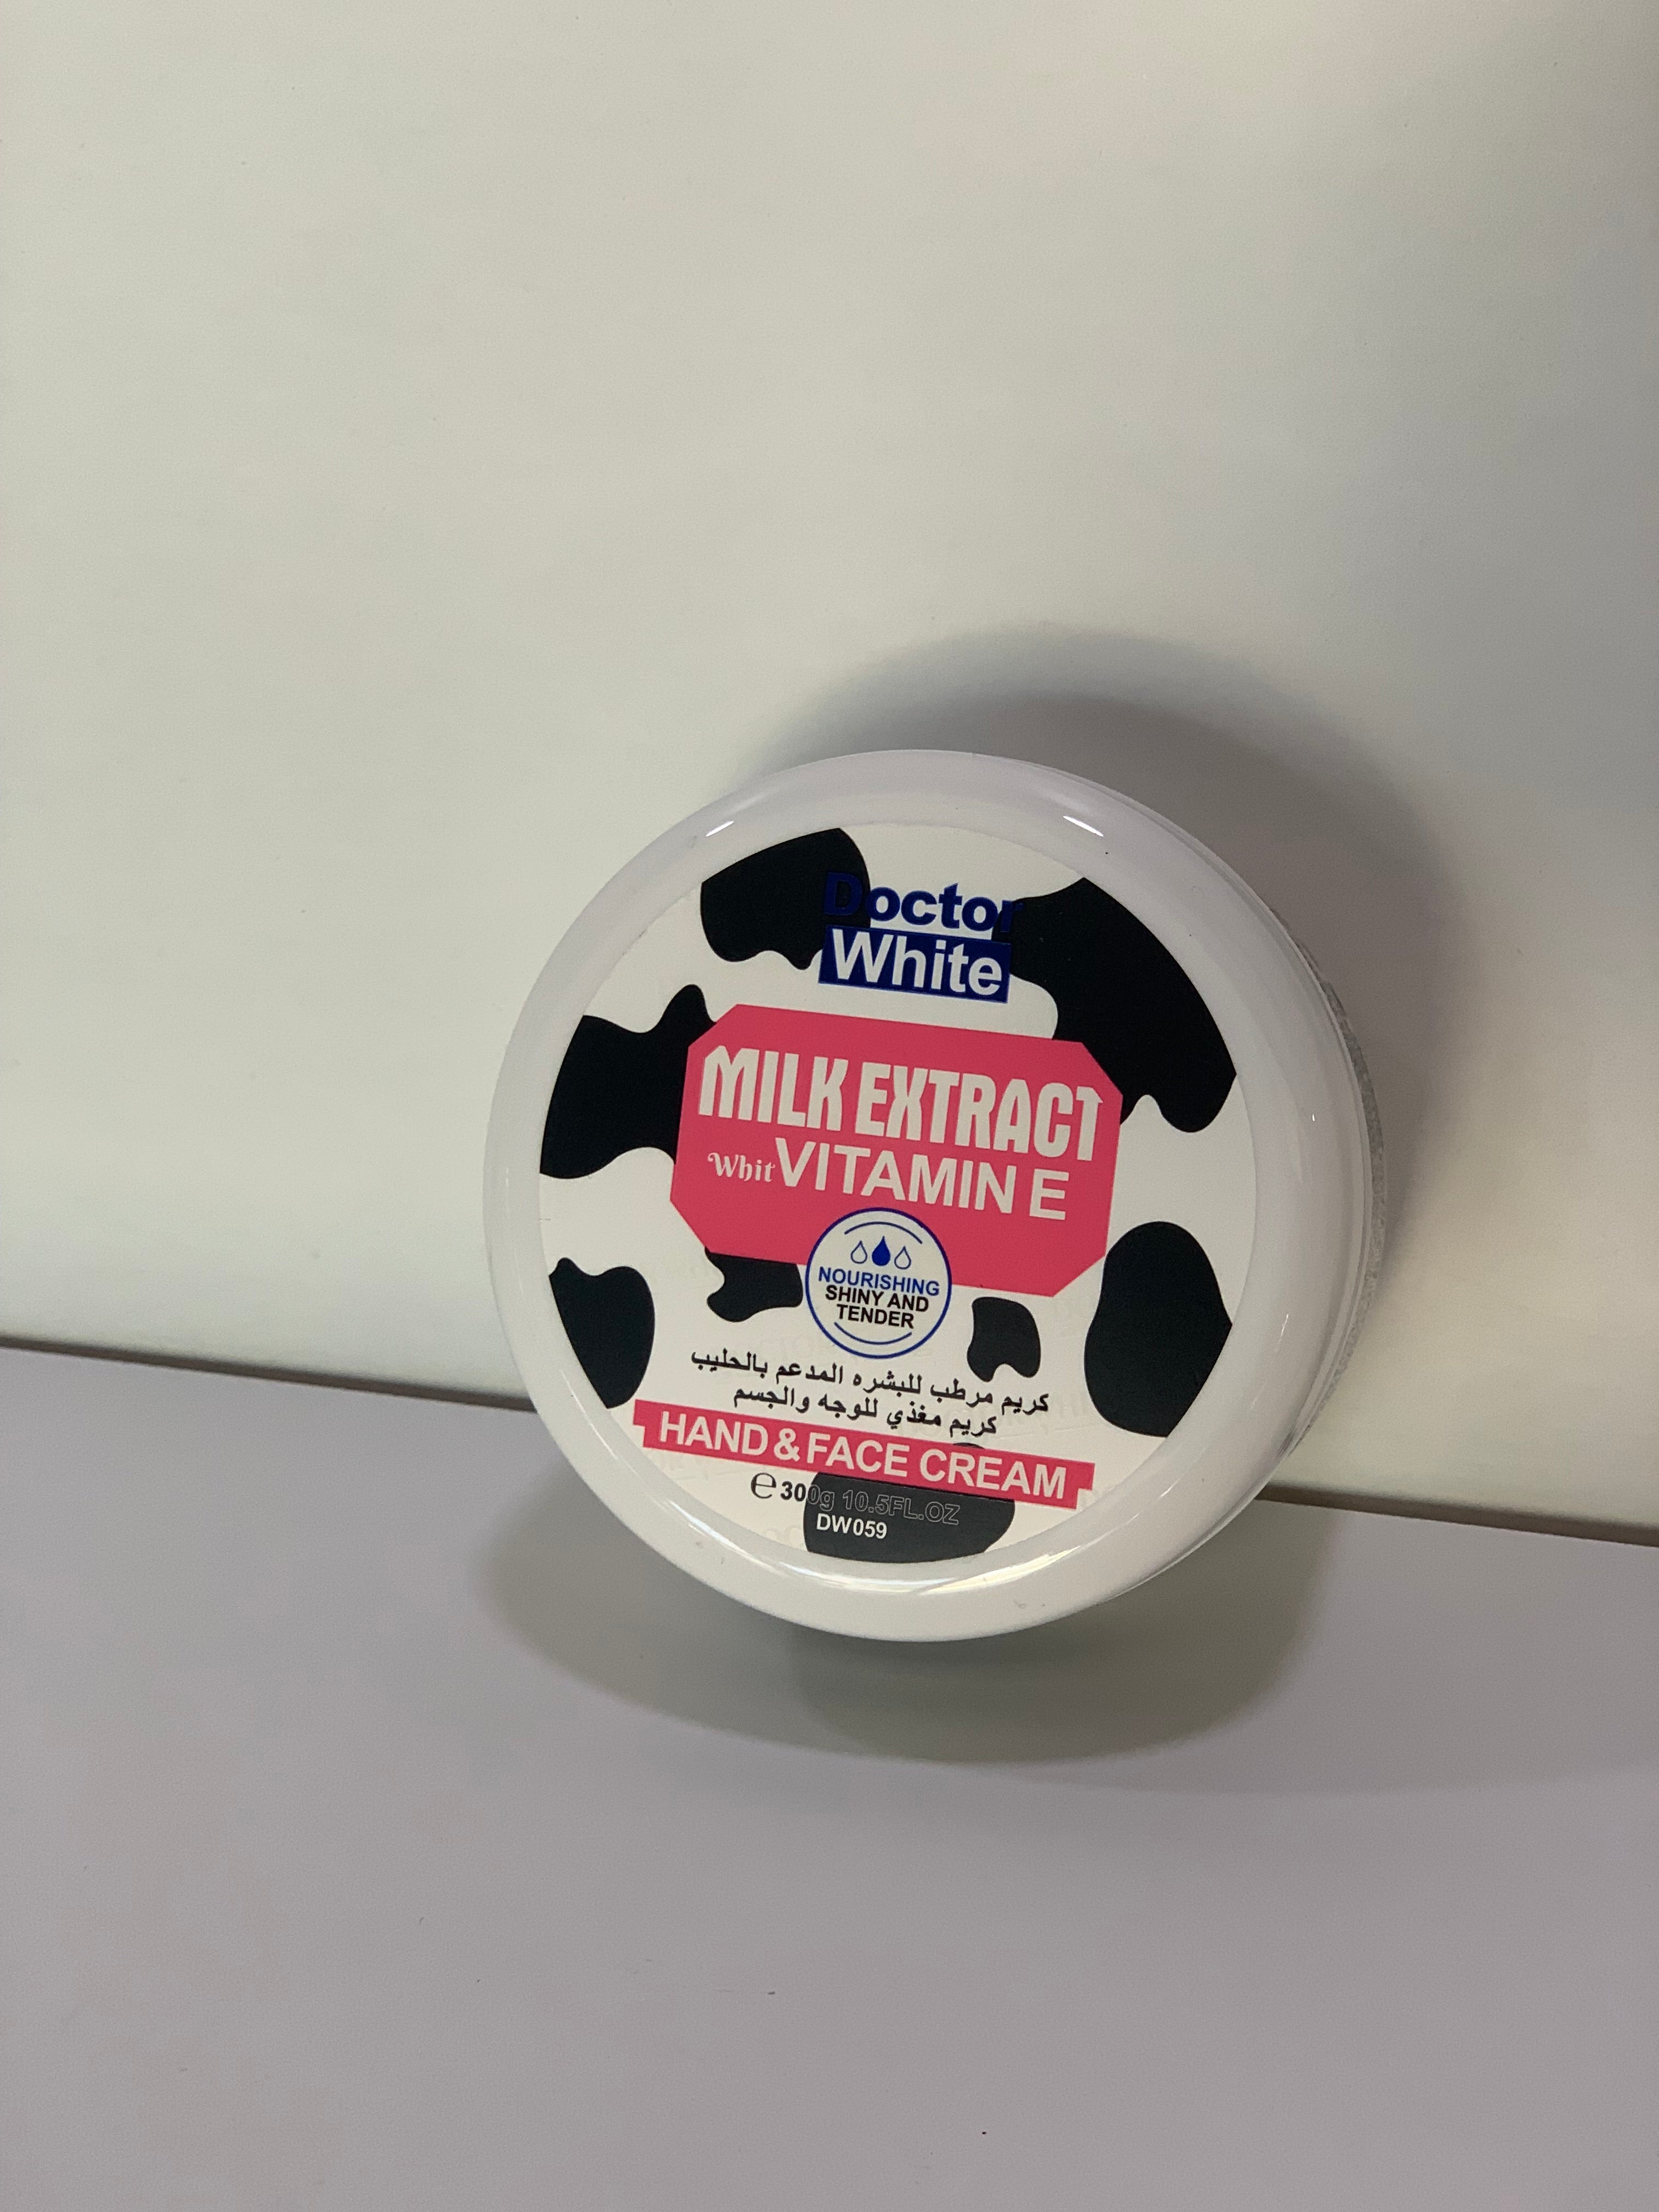 Doctor
White
MILK EXTRACT
Whit VITAMIN E
NOURISHING
SHINY AND
TENDER
كريم مرطب للبشره المدعم بالحليب
كريم مغذي للوجه والجسم
HAND & FACE CREAM
℮ 300g 10.5FL.OZ
DW059